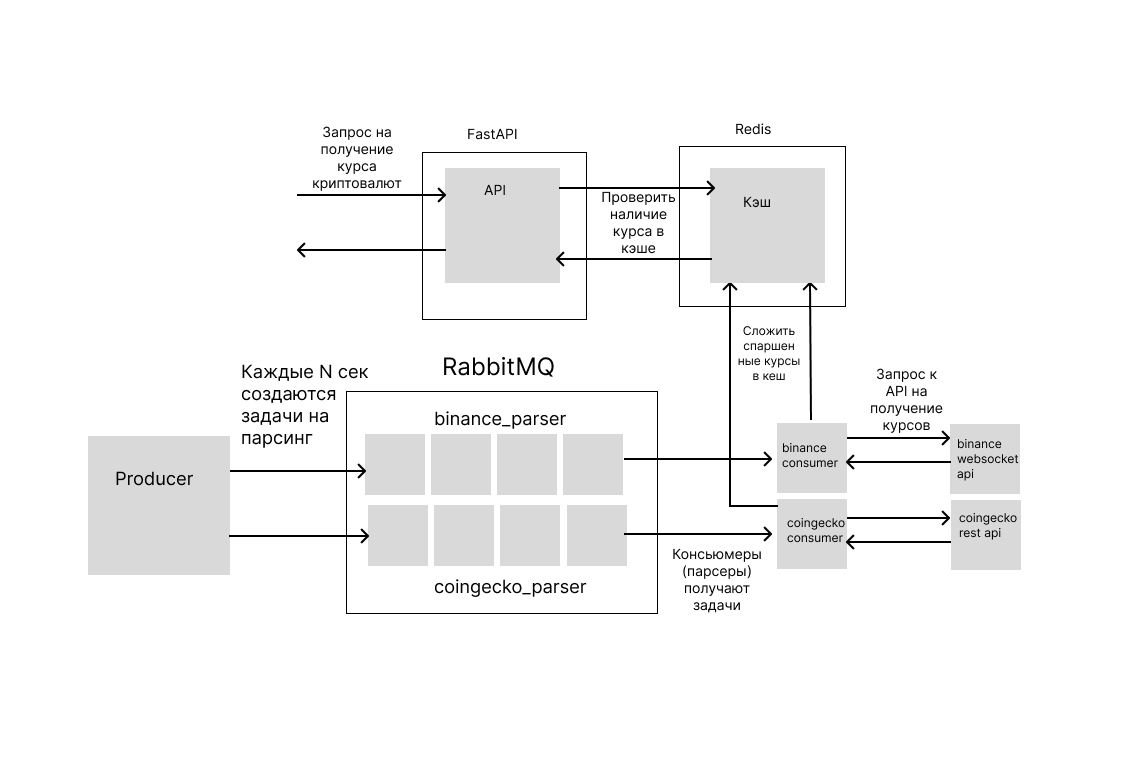 Запрос на
получение
курса
криптовалют
FastAPI
API
Redis
Кэш
Проверить
наличие
курса в
кэше
Сложить
спаршен
ные курсы
в кеш
RabbitMQ
Каждые N сек
создаются
задачи на
парсинг
Producer
binance_parser
coingecko_parser
Запрос к
API на
получение
курсов
binance
consumer
binance
websocket
api
coingecko
consumer
coingecko
rest api
Консьюмеры
(парсеры)
получают
задачи